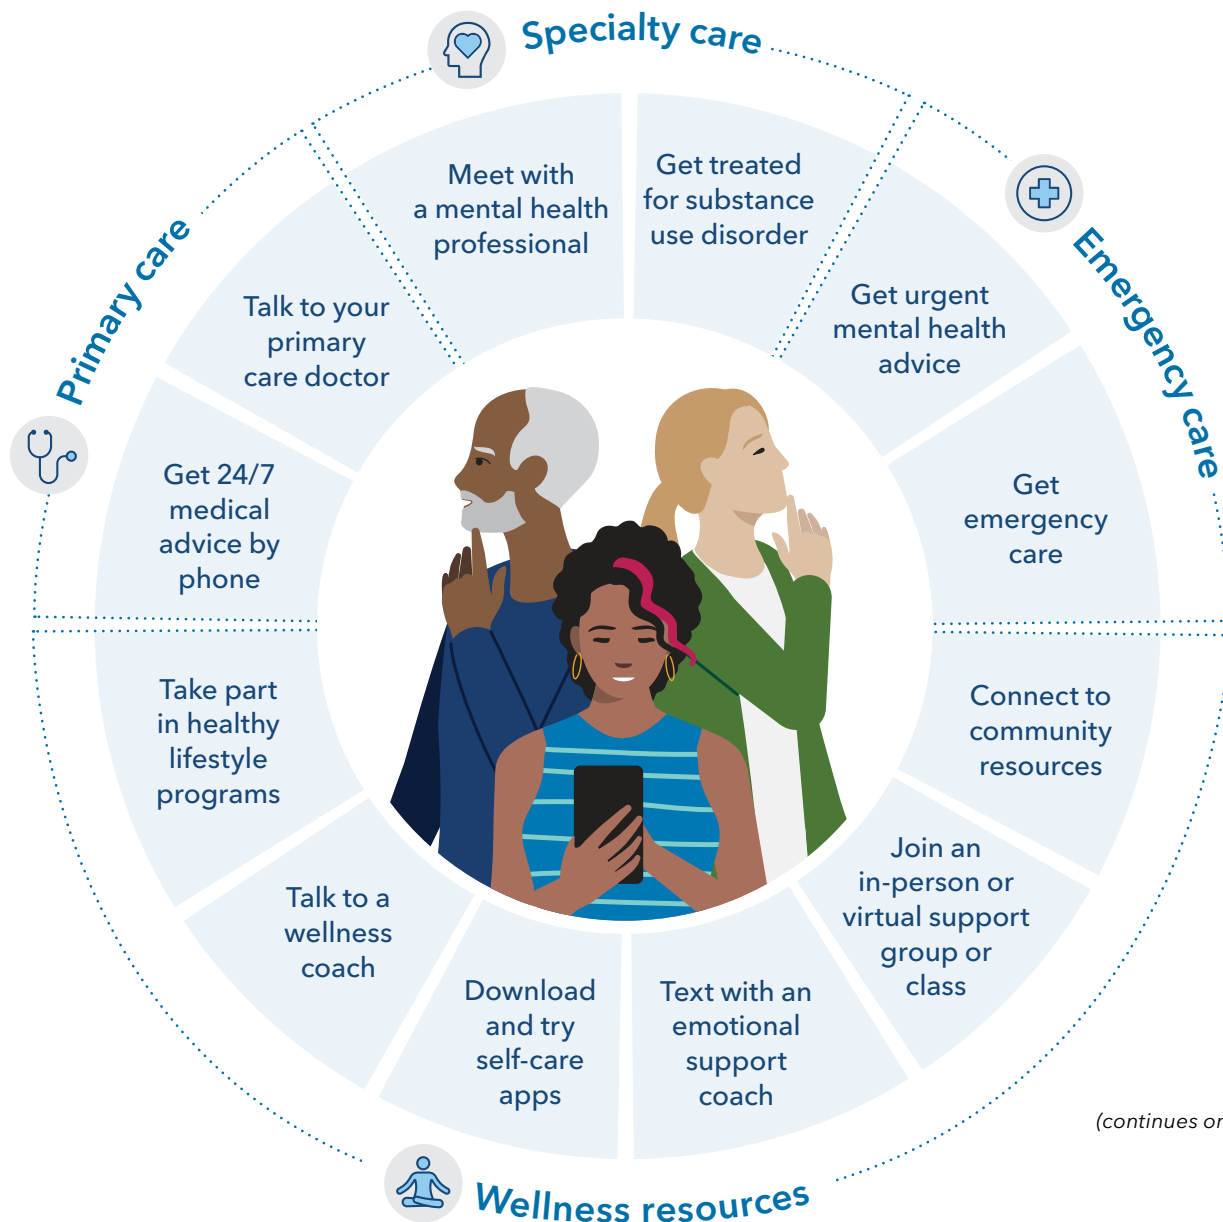 Specialty care
Meet with
a mental health
professional
Get treated
for substance
use disorder
Emergency care
Get urgent
mental health
advice
Get
emergency
care
Primary care
Talk to your
primary
care doctor
Get 24/7
medical
advice by
phone
Take part
in healthy
lifestyle
programs
Talk to a
wellness
coach
Download
and try
self-care
apps
Text with an
emotional
support
coach
Join an
in-person or
virtual support
group or
class
Connect to
community
resources
Wellness resources
(continues on